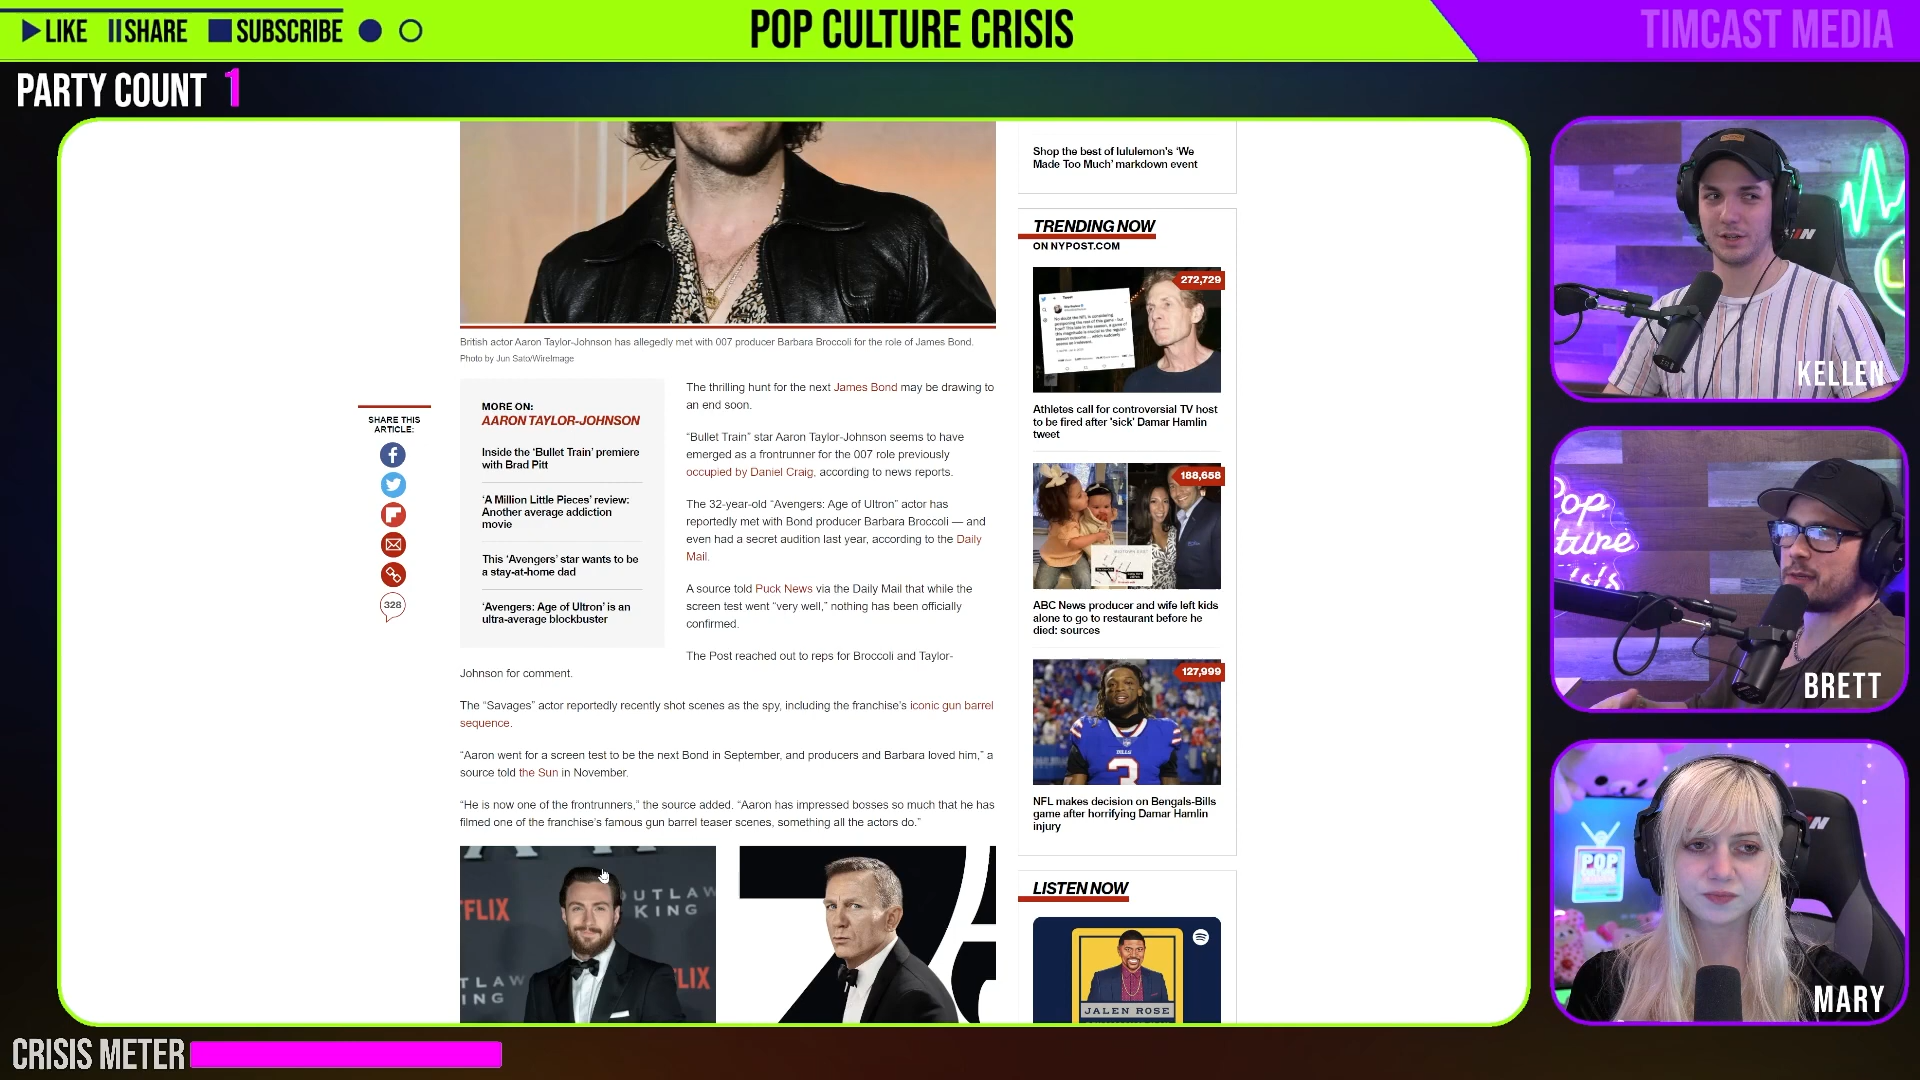 LIKE SHARE SUBSCRIBE
POP CULTURE CRISIS
TIMCAST MEDIA
PARTY COUNT 1
British actor Aaron Taylor-Johnson has allegedly met with 007 producer Barbara Broccoli for the role of James Bond.
Photo by Jun Sato/WireImage
SHARE THIS
ARTICLE:
328
MORE ON:
AARON TAYLOR-JOHNSON
Inside the ‘Bullet Train’ premiere
with Brad Pitt
‘A Million Little Pieces’ review:
Another average addiction
movie
This ‘Avengers’ star wants to be
a stay-at-home dad
‘Avengers: Age of Ultron’ is an
ultra-average blockbuster
The thrilling hunt for the next James Bond may be drawing to
an end soon.
“Bullet Train” star Aaron Taylor-Johnson seems to have
emerged as a frontrunner for the 007 role previously
occupied by Daniel Craig, according to news reports.
The 32-year-old “Avengers: Age of Ultron” actor has
reportedly met with Bond producer Barbara Broccoli — and
even had a secret audition last year, according to the Daily
Mail.
A source told Puck News via the Daily Mail that while the
screen test went “very well,” nothing has been officially
confirmed.
The Post reached out to reps for Broccoli and Taylor-
Johnson for comment.
The “Savages” actor reportedly recently shot scenes as the spy, including the franchise’s iconic gun barrel
sequence.
“Aaron went for a screen test to be the next Bond in September, and producers and Barbara loved him,” a
source told the Sun in November.
“He is now one of the frontrunners,” the source added. “Aaron has impressed bosses so much that he has
filmed one of the franchise’s famous gun barrel teaser scenes, something all the actors do.”
TFLIX
OUTLAW
KING
TLAW
ING
LIX
Shop the best of lululemon’s ‘We
Made Too Much’ markdown event
TRENDING NOW
ON NYPOST.COM
272,729
Athletes call for controversial TV host
to be fired after ‘sick’ Damar Hamlin
tweet
188,658
ABC News producer and wife left kids
alone to go to restaurant before he
died: sources
127,999
3
NFL makes decision on Bengals-Bills
game after horrifying Damar Hamlin
injury
LISTEN NOW
JALEN ROSE
KELLEN
Pop
BRETT
POP
MARY
CRISIS METER